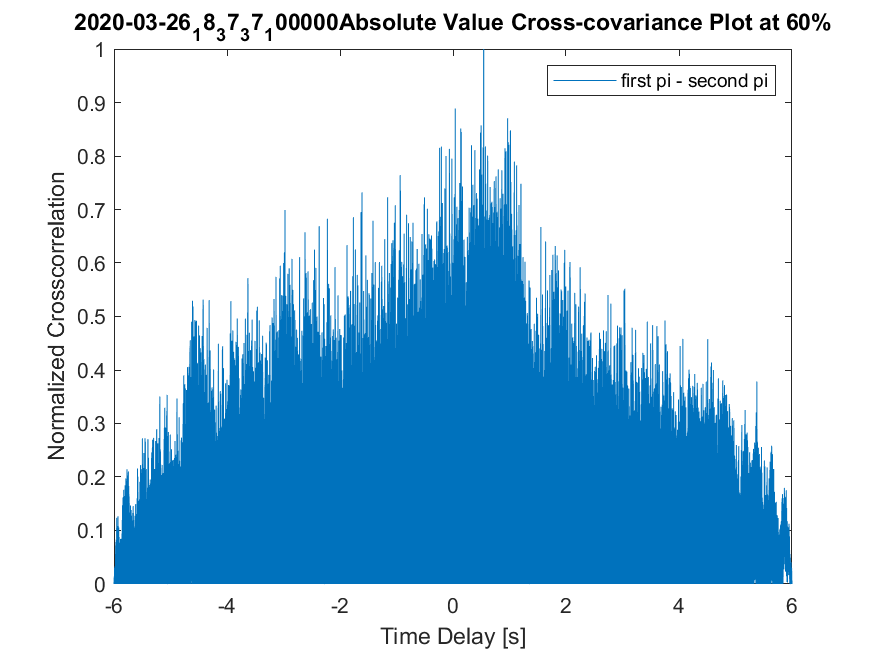 2020-03-26₁8₃7₃7₁00000Absolute Value Cross-covariance Plot at 60%
first pi - second pi
Normalized Crosscorrelation
1
0.9
0.8
0.7
0.6
0.5
0.4
0.3
0.2
0.1
0
-6 -4 -2 0 2 4 6
Time Delay [s]